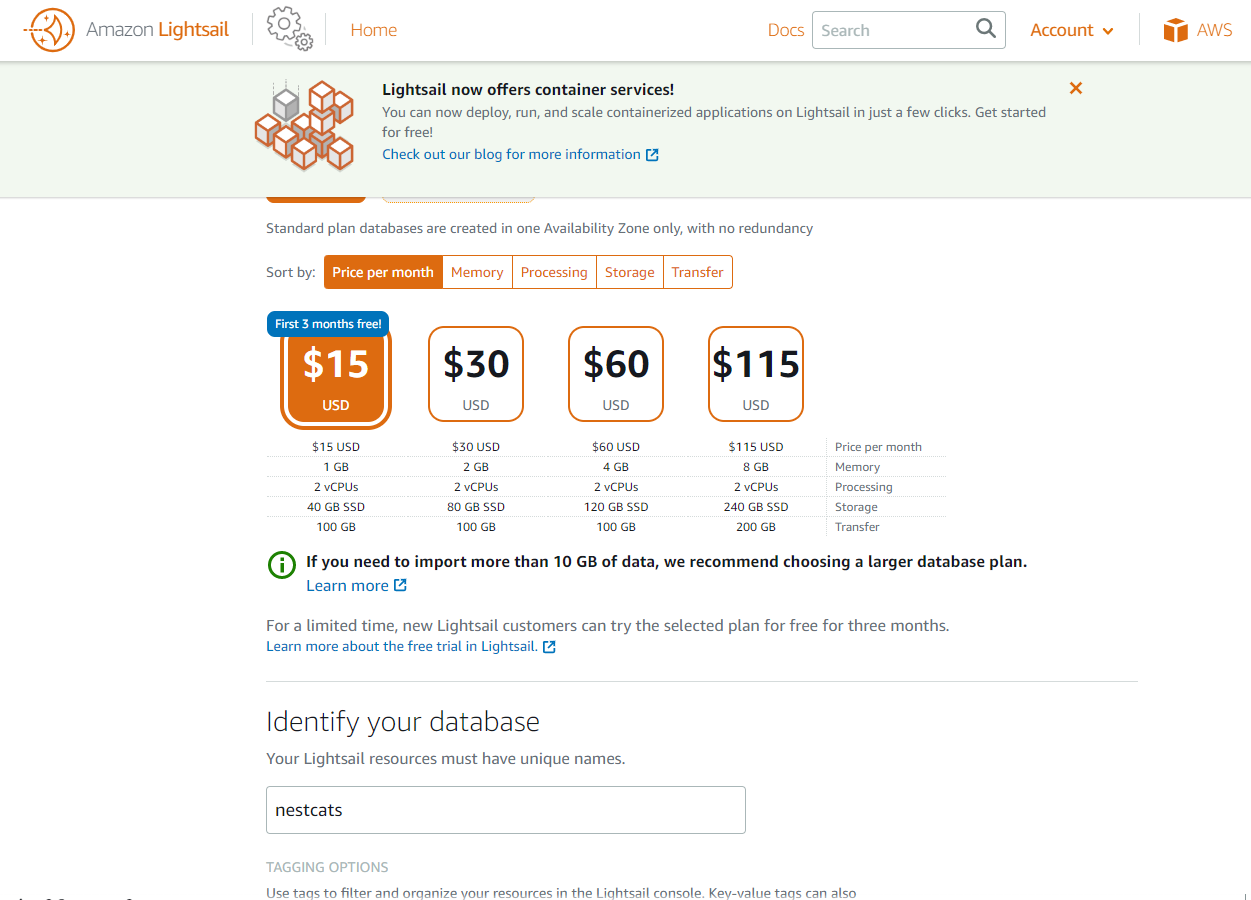 Amazon Lightsail
Home
Docs
Search
Account
AWS
Lightsail now offers container services!
You can now deploy, run, and scale containerized applications on Lightsail in just a few clicks. Get started
for free!
Check out our blog for more information
Standard plan databases are created in one Availability Zone only, with no redundancy
Sort by: Price per month Memory Processing Storage Transfer
First 3 months free!
$15 $30 $60 $115
USD USD USD USD
$15 USD $30 USD $60 USD $115 USD Price per month
1 GB 2 GB 4 GB 8 GB Memory
2 vCPUs 2 vCPUs 2 vCPUs 2 vCPUs Processing
40 GB SSD 80 GB SSD 120 GB SSD 240 GB SSD Storage
100 GB 100 GB 100 GB 200 GB Transfer
If you need to import more than 10 GB of data, we recommend choosing a larger database plan.
Learn more
For a limited time, new Lightsail customers can try the selected plan for free for three months.
Learn more about the free trial in Lightsail.
Identify your database
Your Lightsail resources must have unique names.
nestcats
TAGGING OPTIONS
Use tags to filter and organize your resources in the Lightsail console. Key-value tags can also